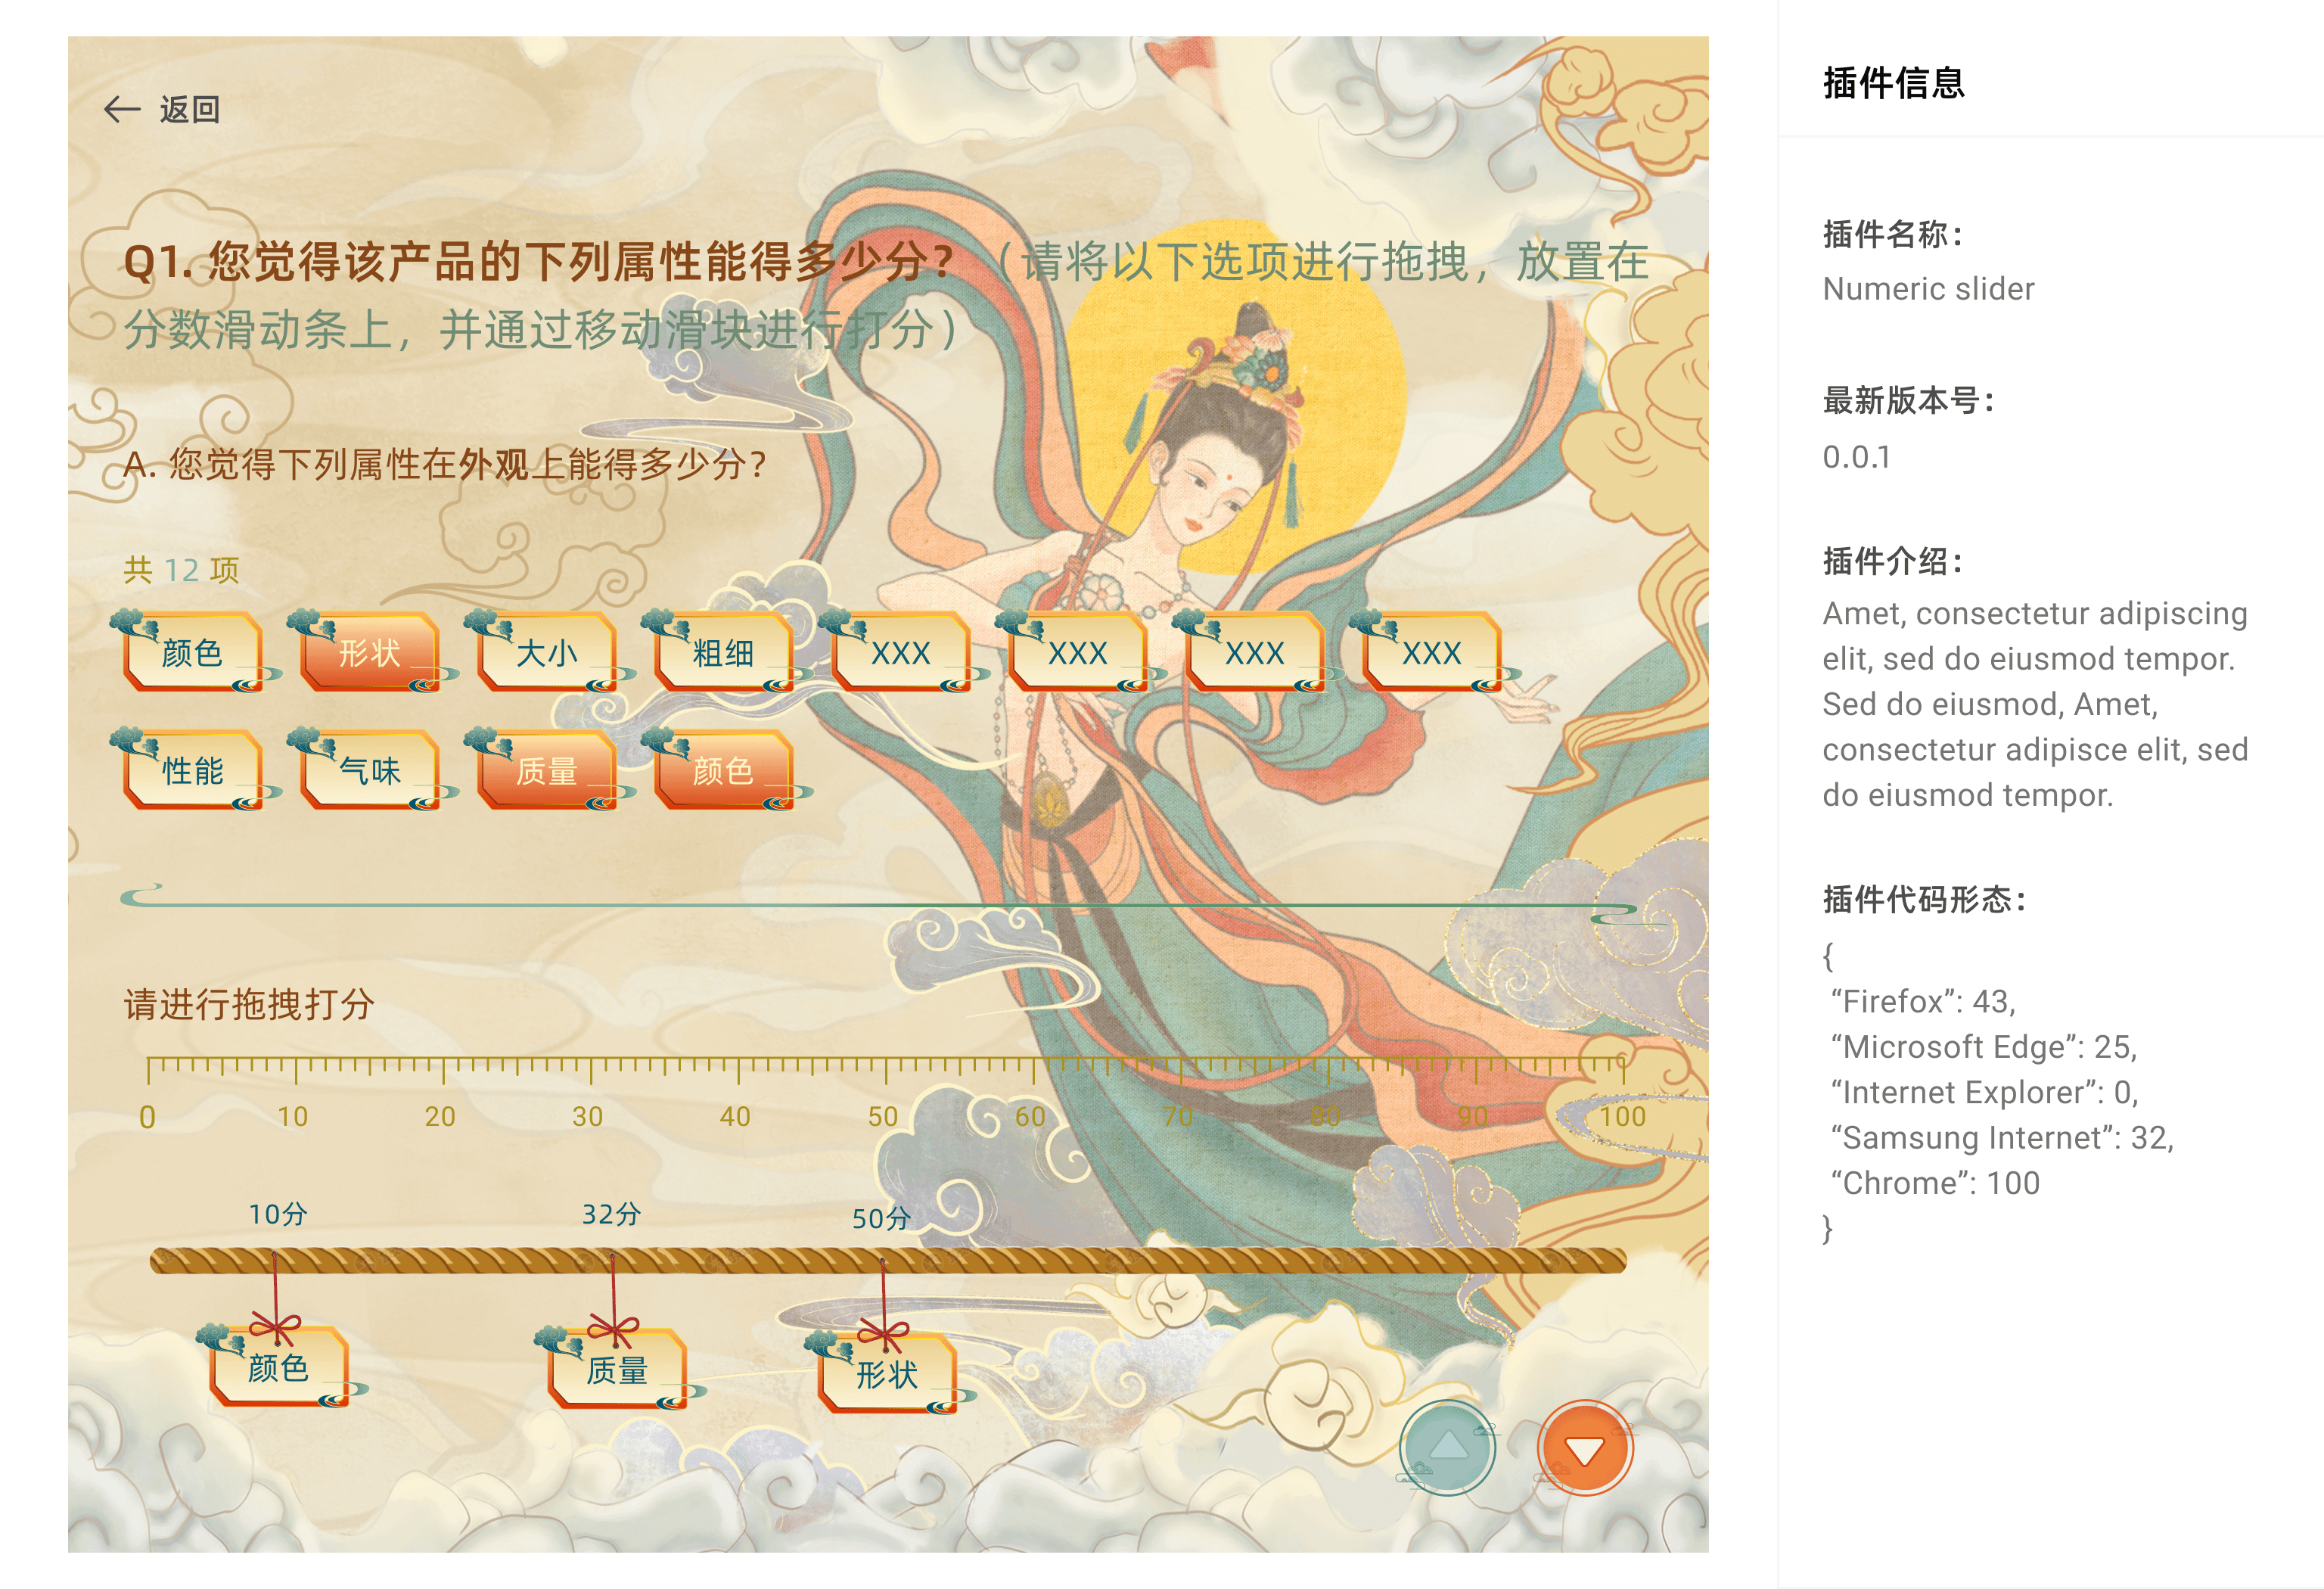 返回
Q1. 您觉得该产品的下列属性能得多少分？（请将以下选项进行拖拽，放置在
分数滑动条上，并通过移动滑块进行打分）
A. 您觉得下列属性在外观上能得多少分？
共 12 项
颜色 形状 大小 粗细 XXX XXX XXX XXX
性能 气味 质量 颜色
请进行拖拽打分
0 10 20 30 40 50 60 70 80 90 100
10分 32分 50分
颜色 质量 形状
插件信息
插件名称：
Numeric slider
最新版本号：
0.0.1
插件介绍：
Amet, consectetur adipiscing
elit, sed do eiusmod tempor.
Sed do eiusmod, Amet,
consectetur adipisce elit, sed
do eiusmod tempor.
插件代码形态：
{
“Firefox”: 43,
“Microsoft Edge”: 25,
“Internet Explorer”: 0,
“Samsung Internet”: 32,
“Chrome”: 100
}